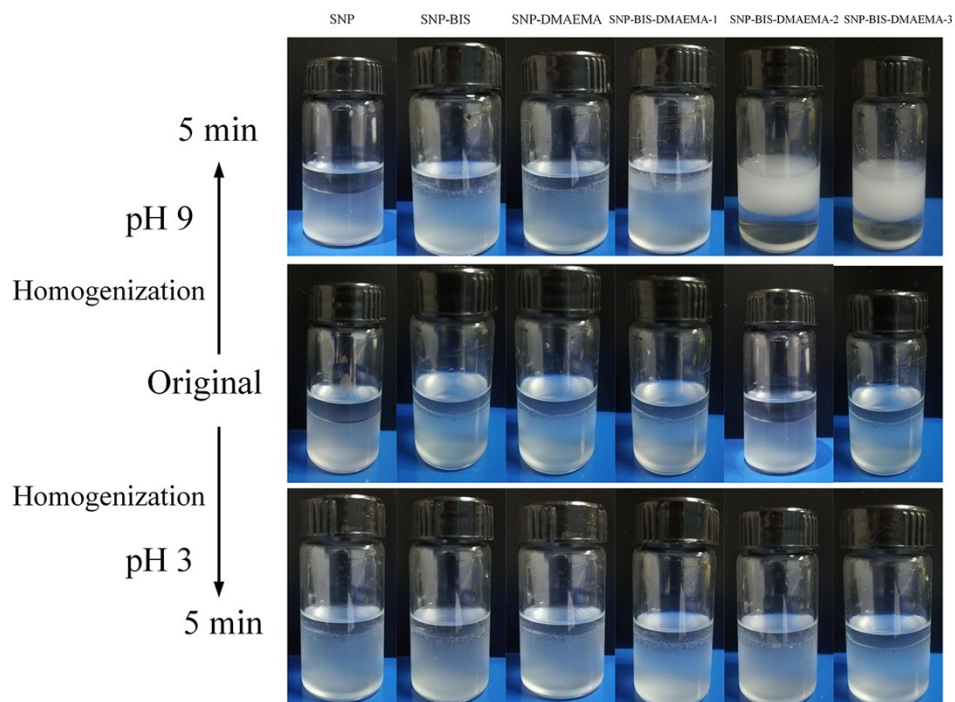 SNP SNP-BIS SNP-DMAEMA SNP-BIS-DMAEMA-1 SNP-BIS-DMAEMA-2 SNP-BIS-DMAEMA-3
5 min
pH 9
Homogenization
Original
Homogenization
pH 3
5 min